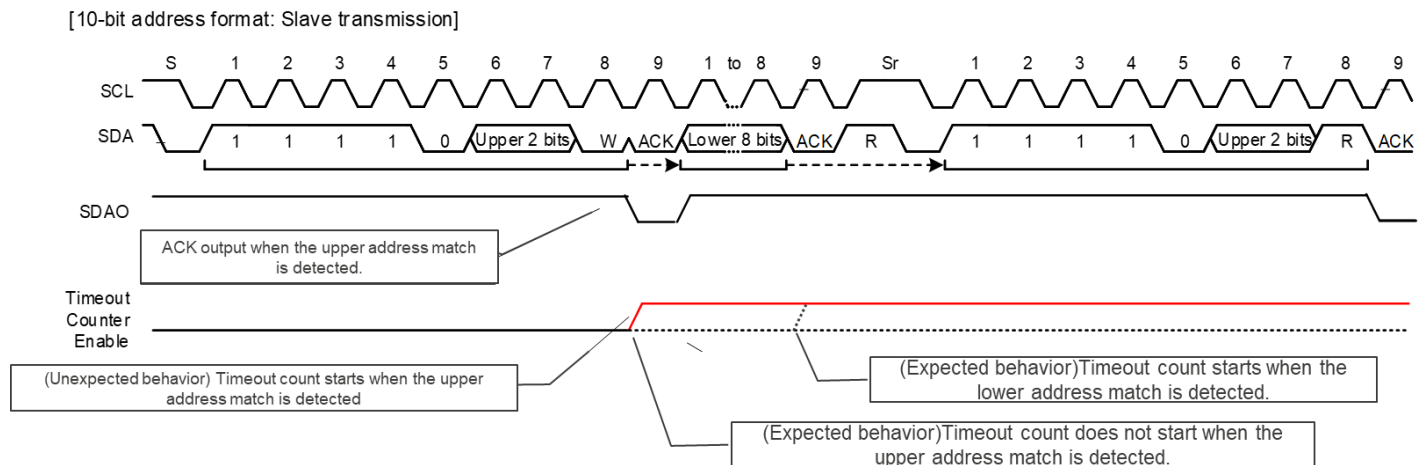 [10-bit address format: Slave transmission]
S 1 2 3 4 5 6 7 8 9 1 to 8 9 Sr 1 2 3 4 5 6 7 8 9
SCL
SDA 1 1 1 1 0 Upper 2 bits W ACK Lower 8 bits ACK R 1 1 1 1 0 Upper 2 bits R ACK
SDAO
ACK output when the upper address match
is detected.
Timeout
Counter
Enable
(Unexpected behavior) Timeout count starts when the upper
address match is detected
(Expected behavior)Timeout count starts when the
lower address match is detected.
(Expected behavior)Timeout count does not start when the
upper address match is detected.